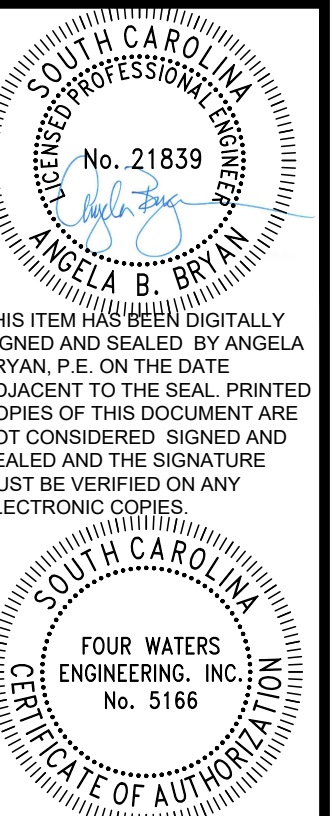 SOUTH CAROLINA
LICENSED PROFESSIONAL ENGINEER
No. 21839
Angela Bryan
ANGELA B. BRYAN
HIS ITEM HAS BEEN DIGITALLY
IGNED AND SEALED BY ANGELA
RYAN, P.E. ON THE DATE
DJACENT TO THE SEAL. PRINTED
OPIES OF THIS DOCUMENT ARE
OT CONSIDERED SIGNED AND
EALED AND THE SIGNATURE
UST BE VERIFIED ON ANY
LECTRONIC COPIES.
SOUTH CAROLINA
FOUR WATERS
ENGINEERING. INC.
No. 5166
CERTIFICATE OF AUTHORIZATION